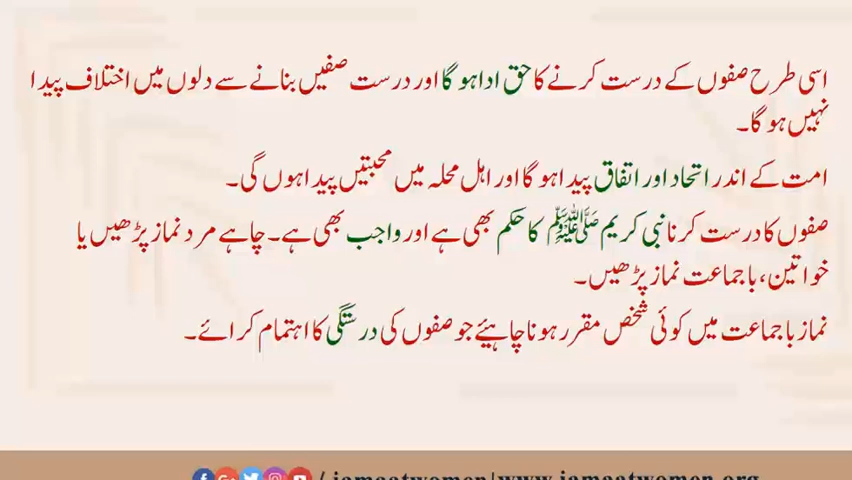 اسی طرح صفوں کے درست کرنے کا حق ادا ہو گا اور درست صفیں بنانے سے دلوں میں اختلاف پیدا
نہیں ہو گا۔
امت کے اندر اتحاد اور اتفاق پیدا ہو گا اور اہل محلہ میں محبتیں پیدا ہوں گی۔
صفوں کا درست کرنا نبی کریم ﷺ کا حکم بھی ہے اور واجب بھی ہے۔ چاہے مرد نماز پڑھیں یا
خواتین، باجماعت نماز پڑھیں۔
نماز باجماعت میں کوئی شخص مقرر ہونا چاہیئے جو صفوں کی درستگی کا اہتمام کرائے۔
/ jamaatwomen | www.jamaatwomen.org